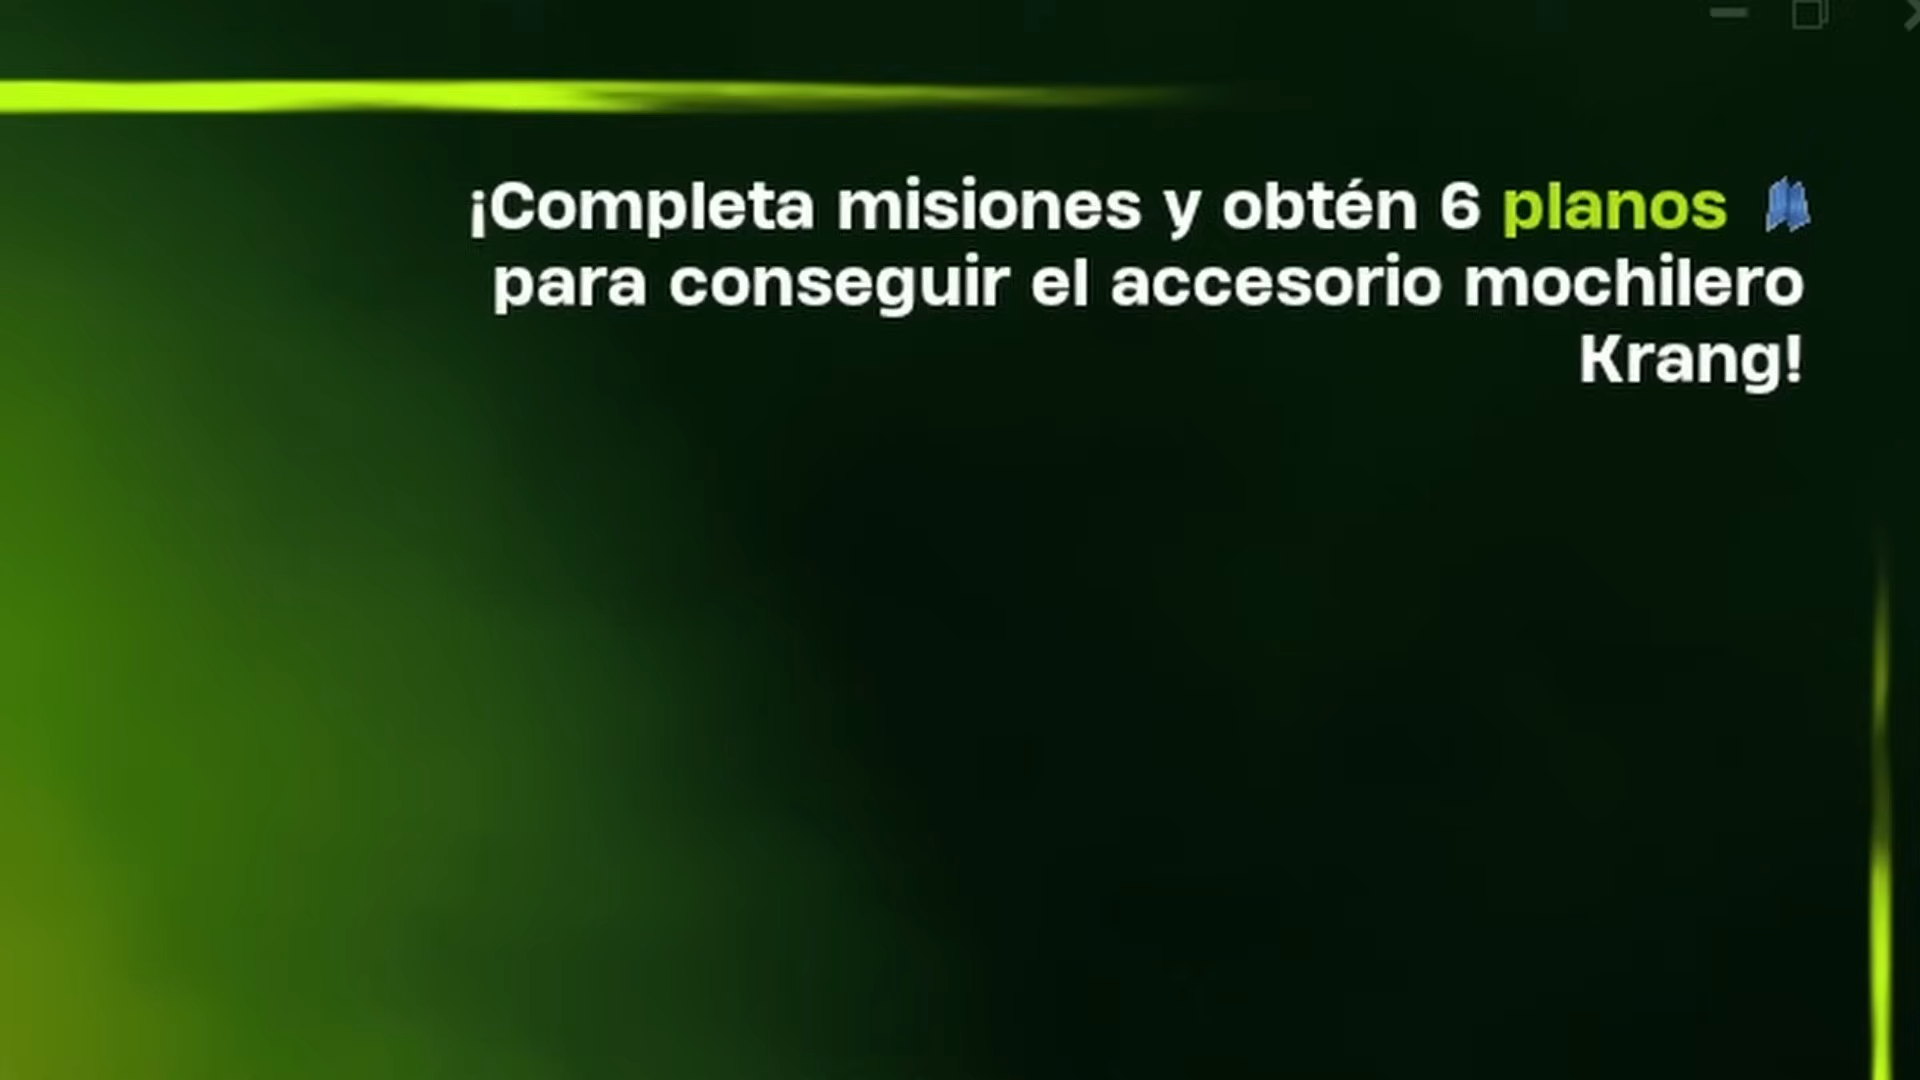 ¡Completa misiones y obtén 6 planos
para conseguir el accesorio mochilero
Krang!